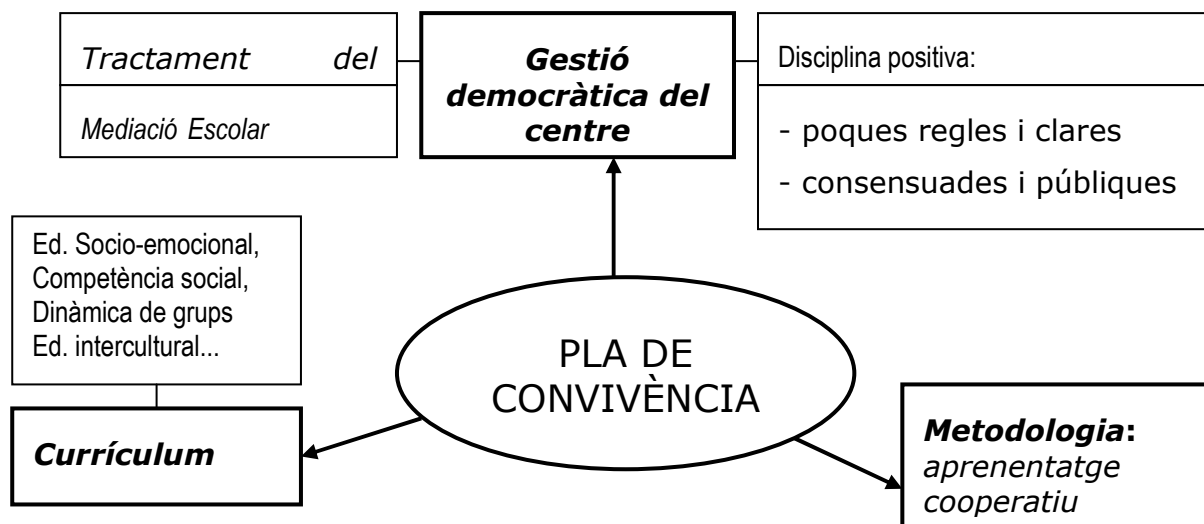 Tractament del
Mediació Escolar
Gestió
democràtica del
centre
Disciplina positiva:
- poques regles i clares
- consensuades i públiques
Ed. Socio-emocional,
Competència social,
Dinàmica de grups
Ed. intercultural...
Currículum
PLA DE
CONVIVÈNCIA
Metodologia:
aprenentatge
cooperatiu